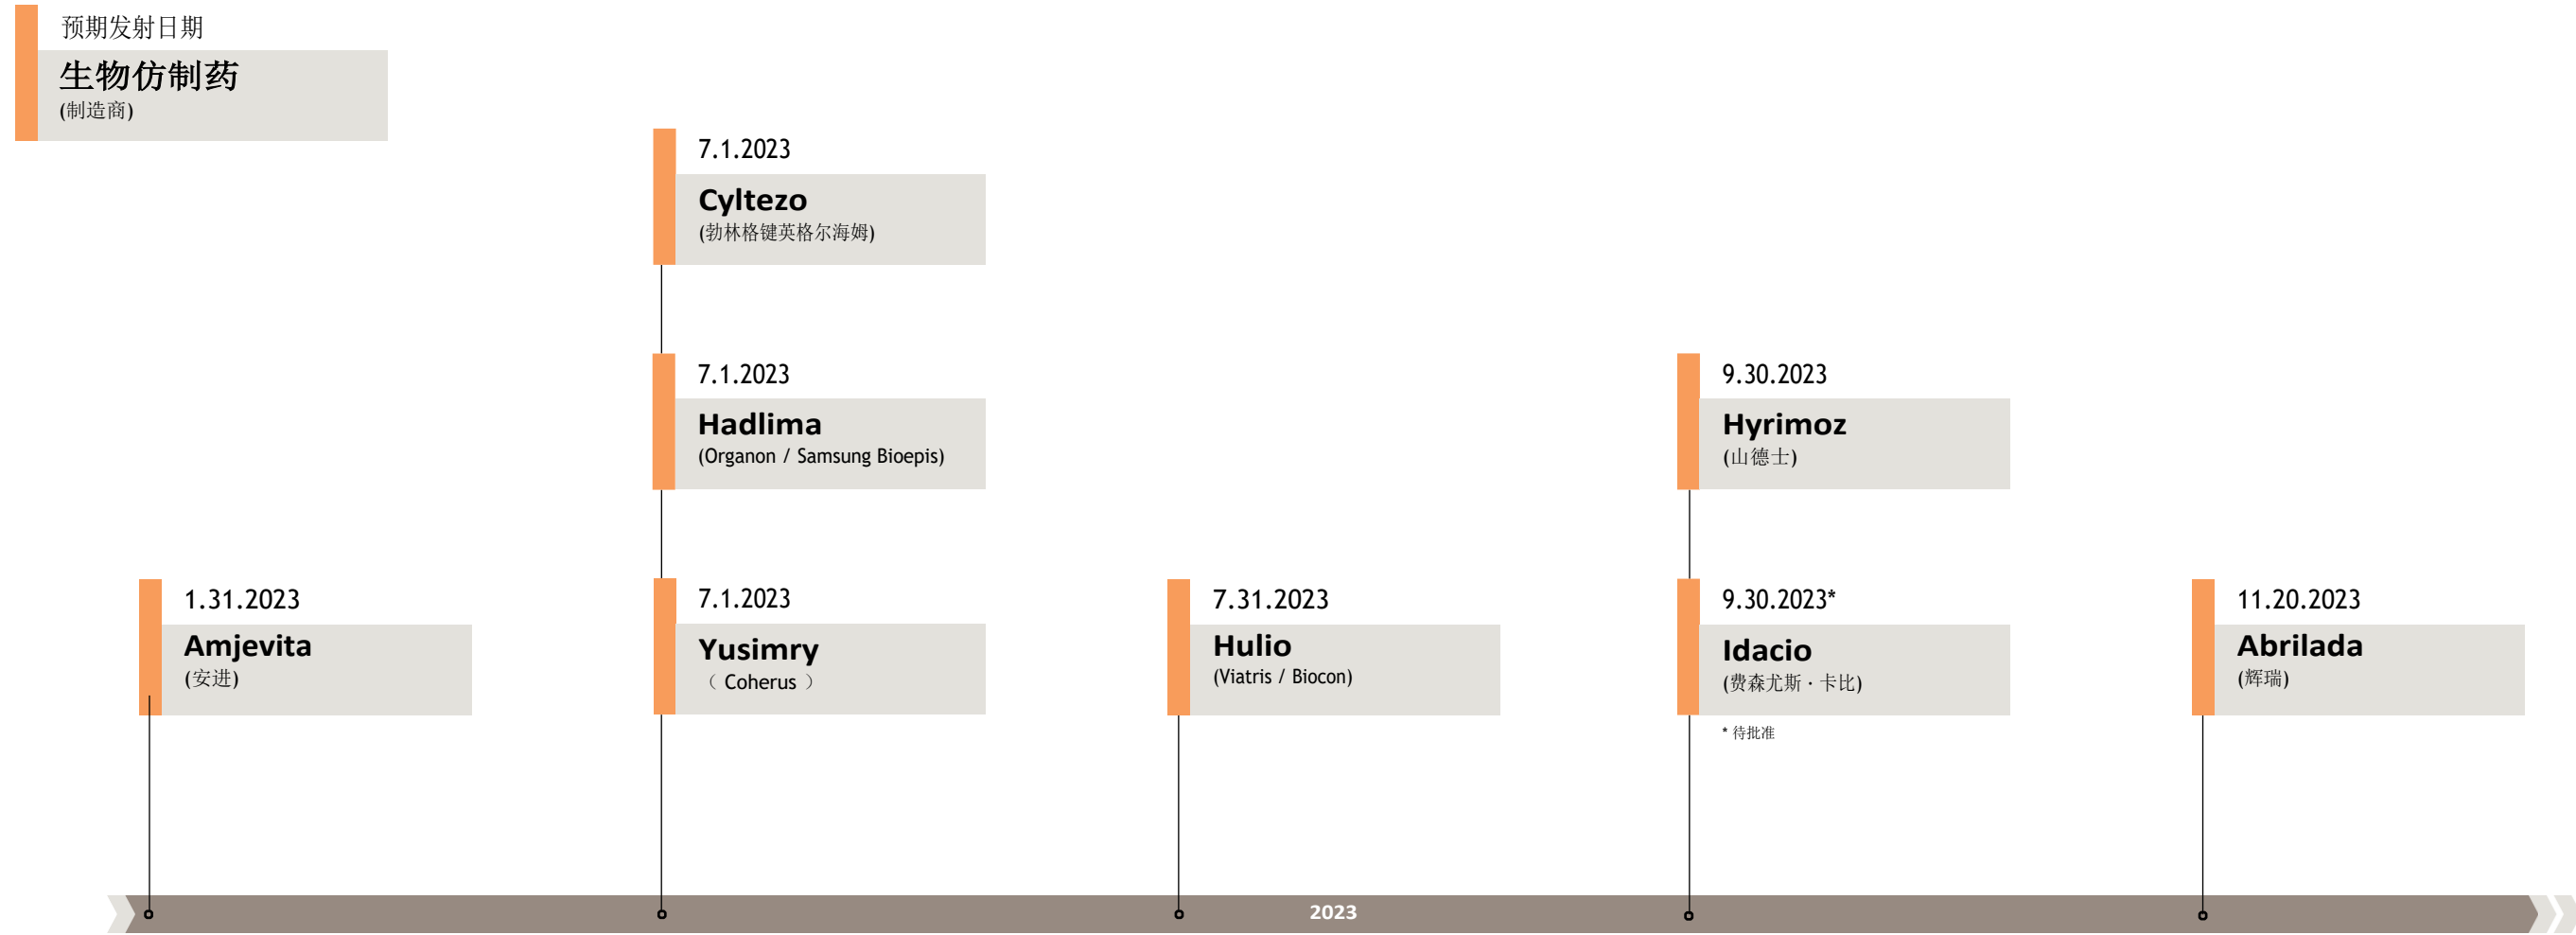 预期发射日期
生物仿制药
(制造商)
7.1.2023
Cyltezo
(勃林格键英格尔海姆)
7.1.2023
Hadlima
(Organon / Samsung Bioepis)
9.30.2023
Hyrimoz
(山德士)
1.31.2023
Amjevita
(安进)
7.1.2023
Yusimry
（ Coherus ）
7.31.2023
Hulio
(Viatris / Biocon)
9.30.2023*
Idacio
(费森尤斯·卡比)
* 待批准
11.20.2023
Abrilada
(辉瑞)
2023